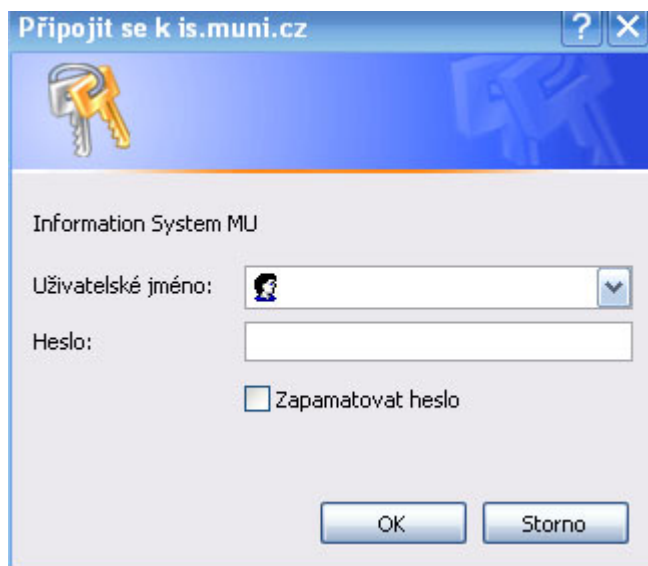 Připojit se k is.muni.cz
Information System MU
Uživatelské jméno:
Heslo:
Zapamatovat heslo
OK Storno